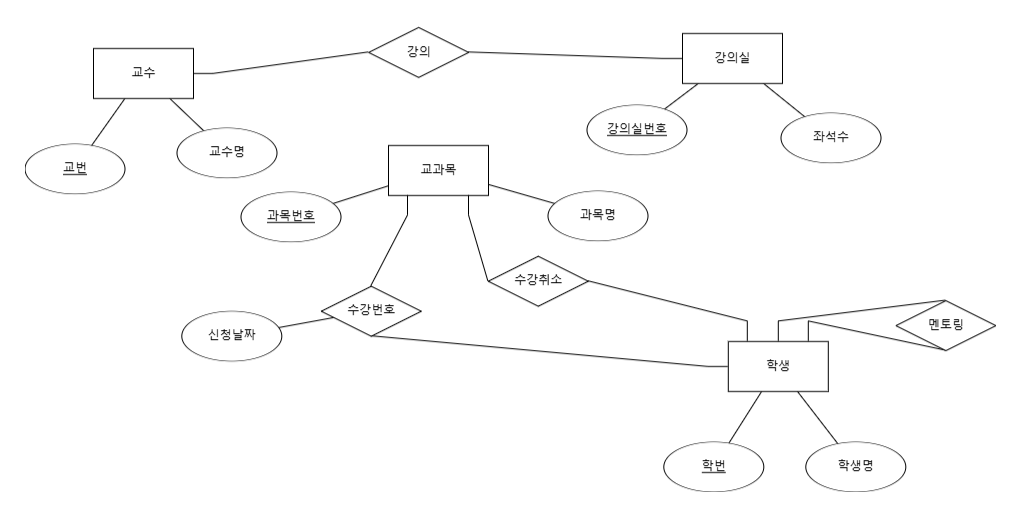 강의
강의실
교수
강의실번호
좌석수
교수명
교번
교과목
과목번호
과목명
수강취소
수강번호
신청날짜
멘토링
학생
학번
학생명